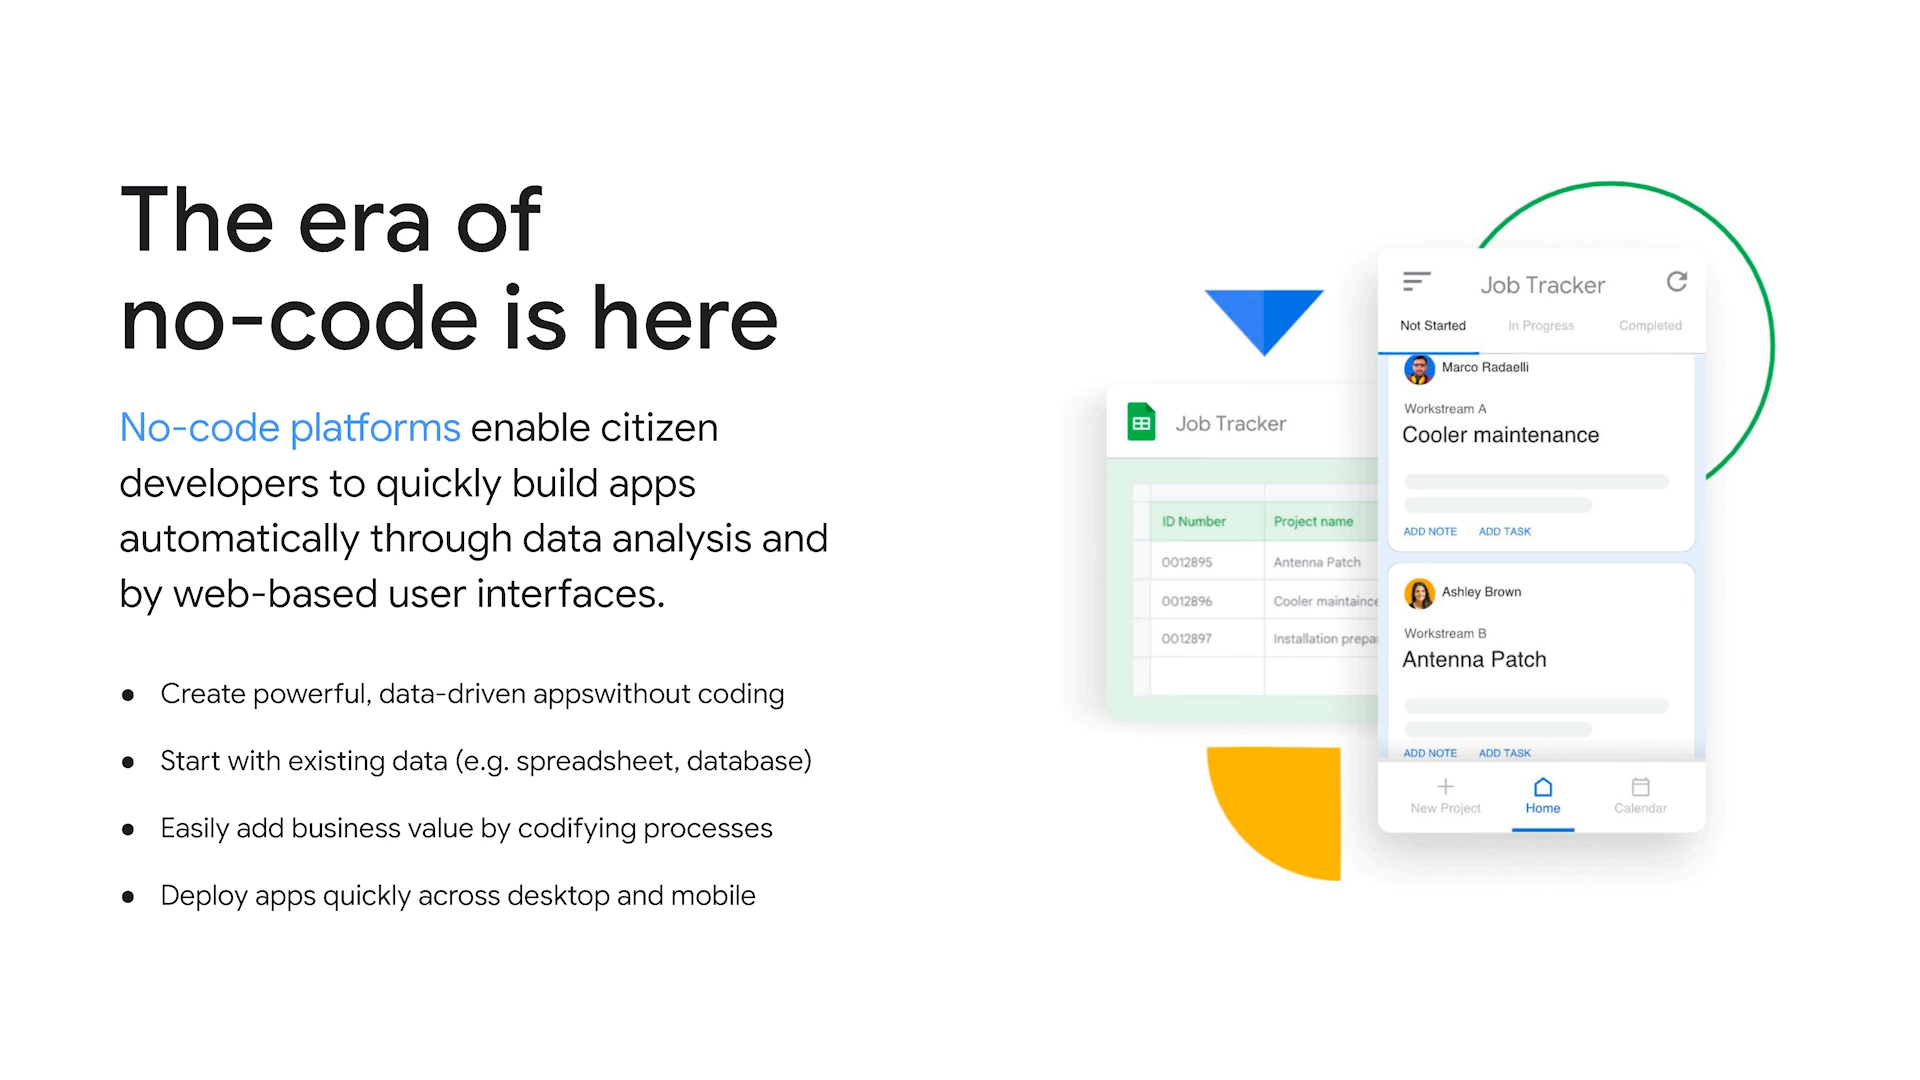 The era of
no-code is here
No-code platforms enable citizen
developers to quickly build apps
automatically through data analysis and
by web-based user interfaces.
● Create powerful, data-driven appswithout coding
● Start with existing data (e.g. spreadsheet, database)
● Easily add business value by codifying processes
● Deploy apps quickly across desktop and mobile
Job Tracker
ID Number Project name
0012895 Antenna Patch
0012896 Cooler maintaince
0012897 Installation prepa
Job Tracker
Not Started In Progress Completed
Marco Radaelli
Workstream A
Cooler maintenance
ADD NOTE ADD TASK
Ashley Brown
Workstream B
Antenna Patch
ADD NOTE ADD TASK
New Project Home Calendar